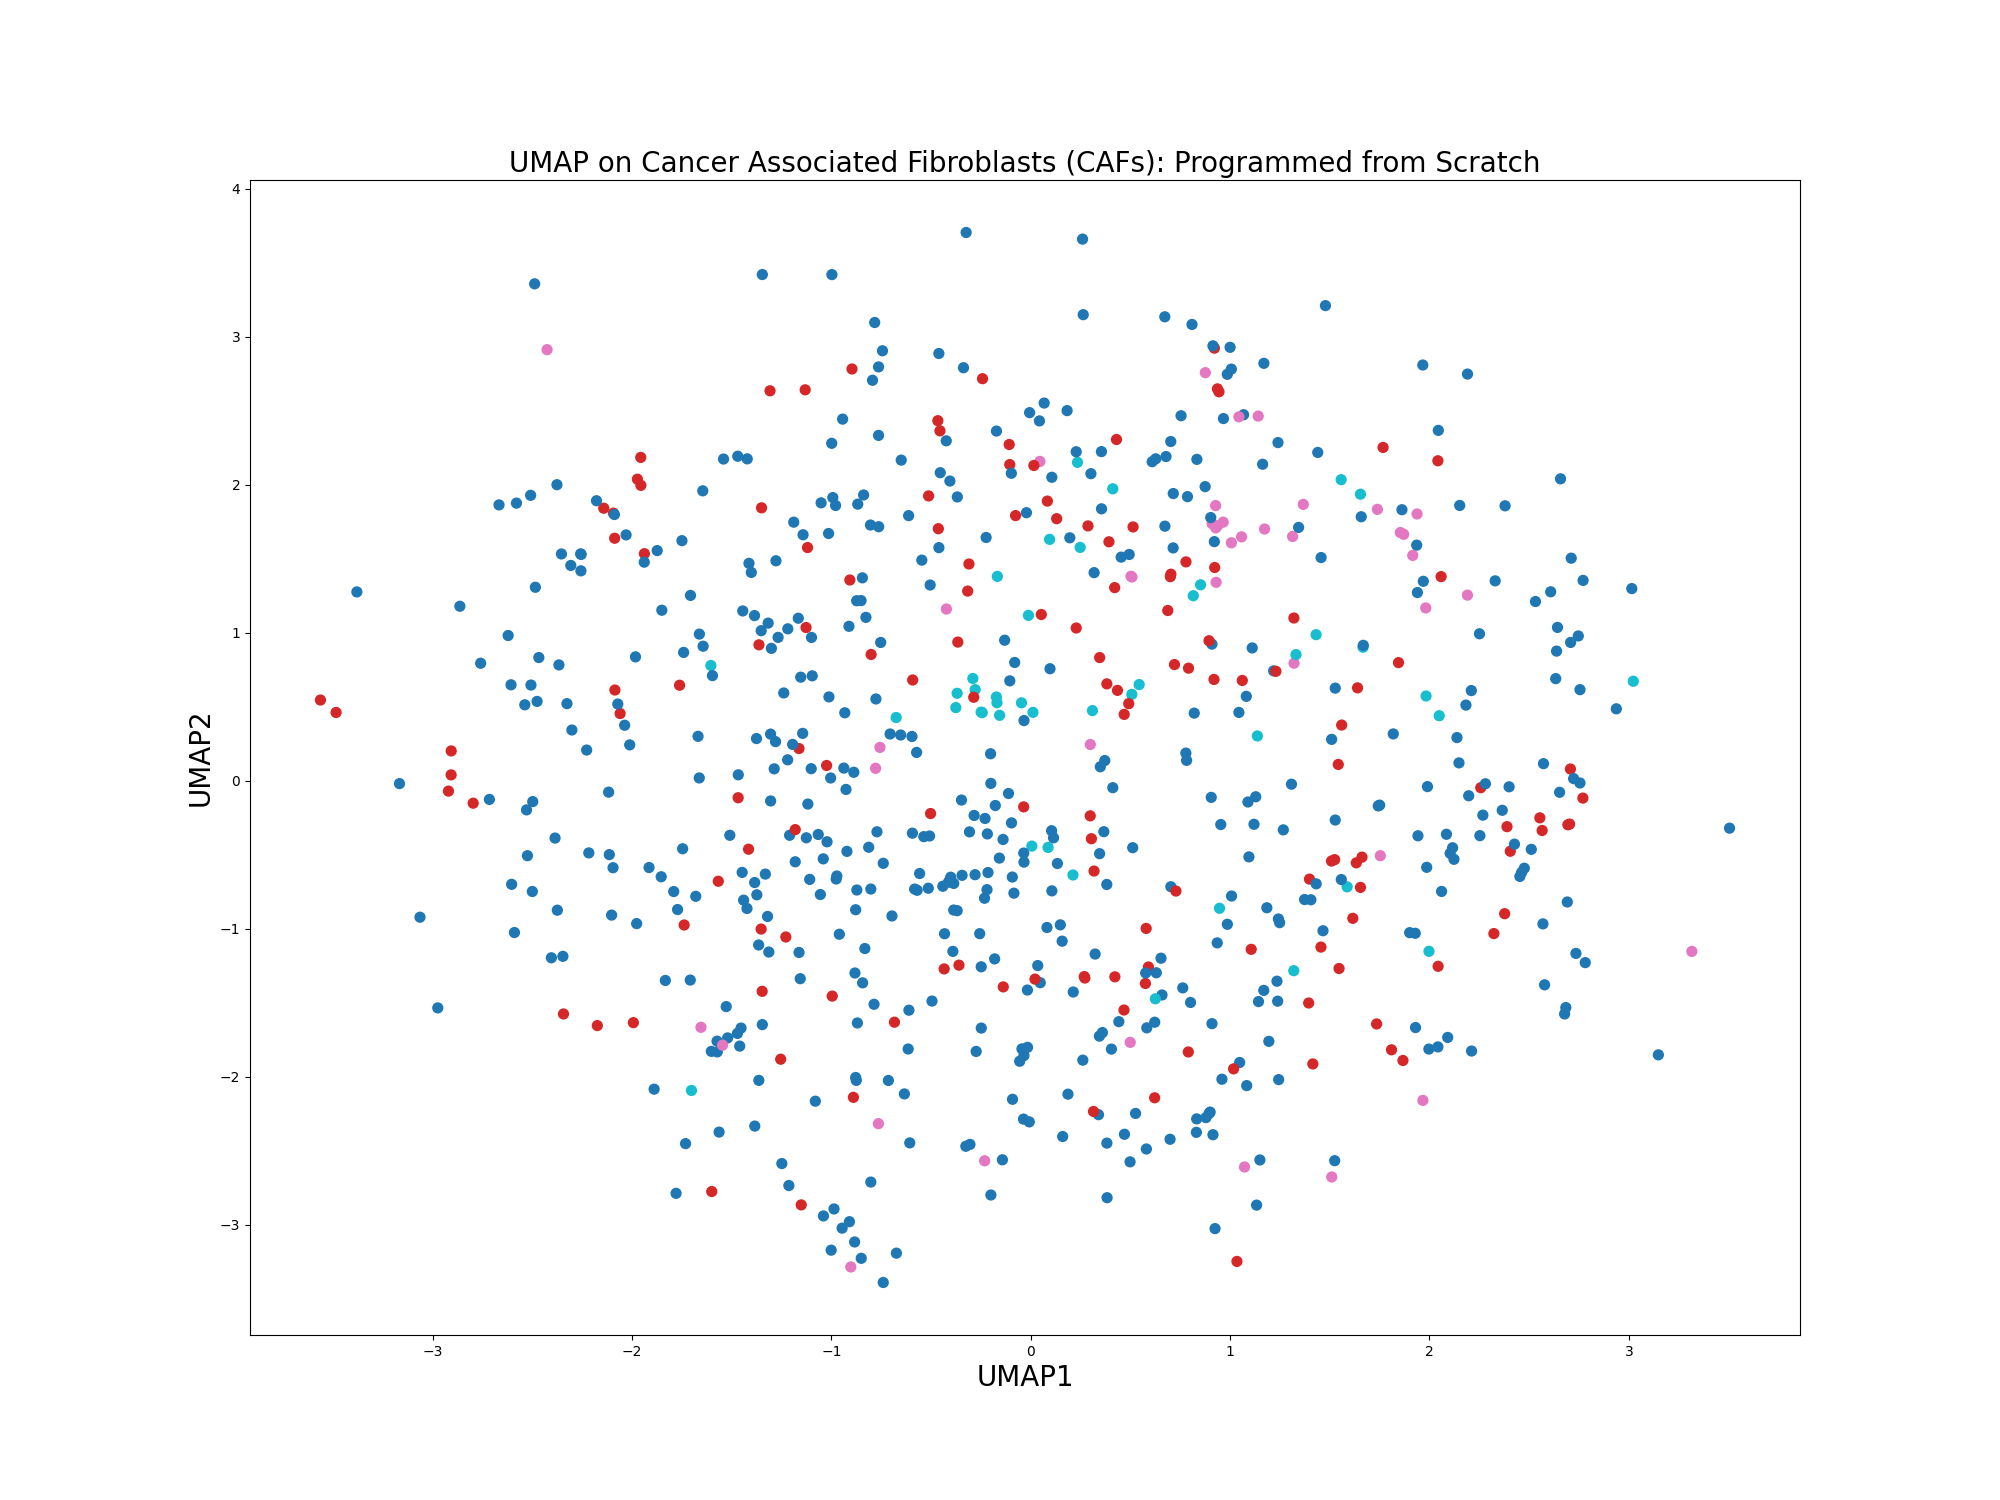 UMAP on Cancer Associated Fibroblasts (CAFs): Programmed from Scratch
4
3
2
1
0
−1
−2
−3
UMAP2
−3 −2 −1 0 1 2 3
UMAP1